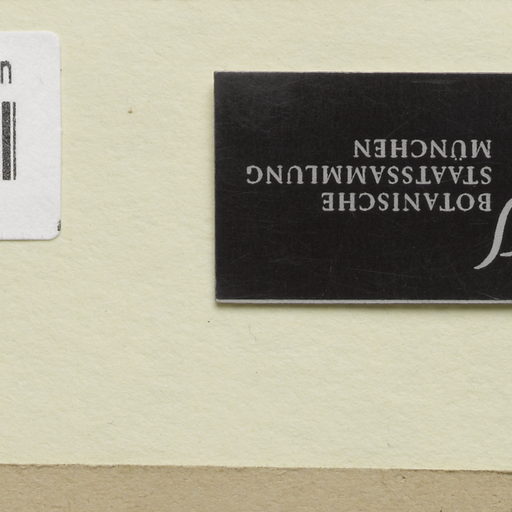 BOTANISCHE
STAATSSAMMLUNG
MÜNCHEN
n